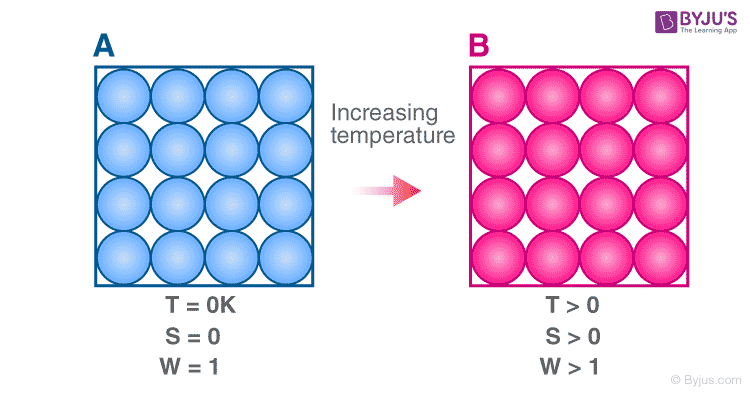 BYJU'S
The Learning App
A
B
Increasing
temperature
T = 0K
S = 0
W = 1
T > 0
S > 0
W > 1
© Byjus.com